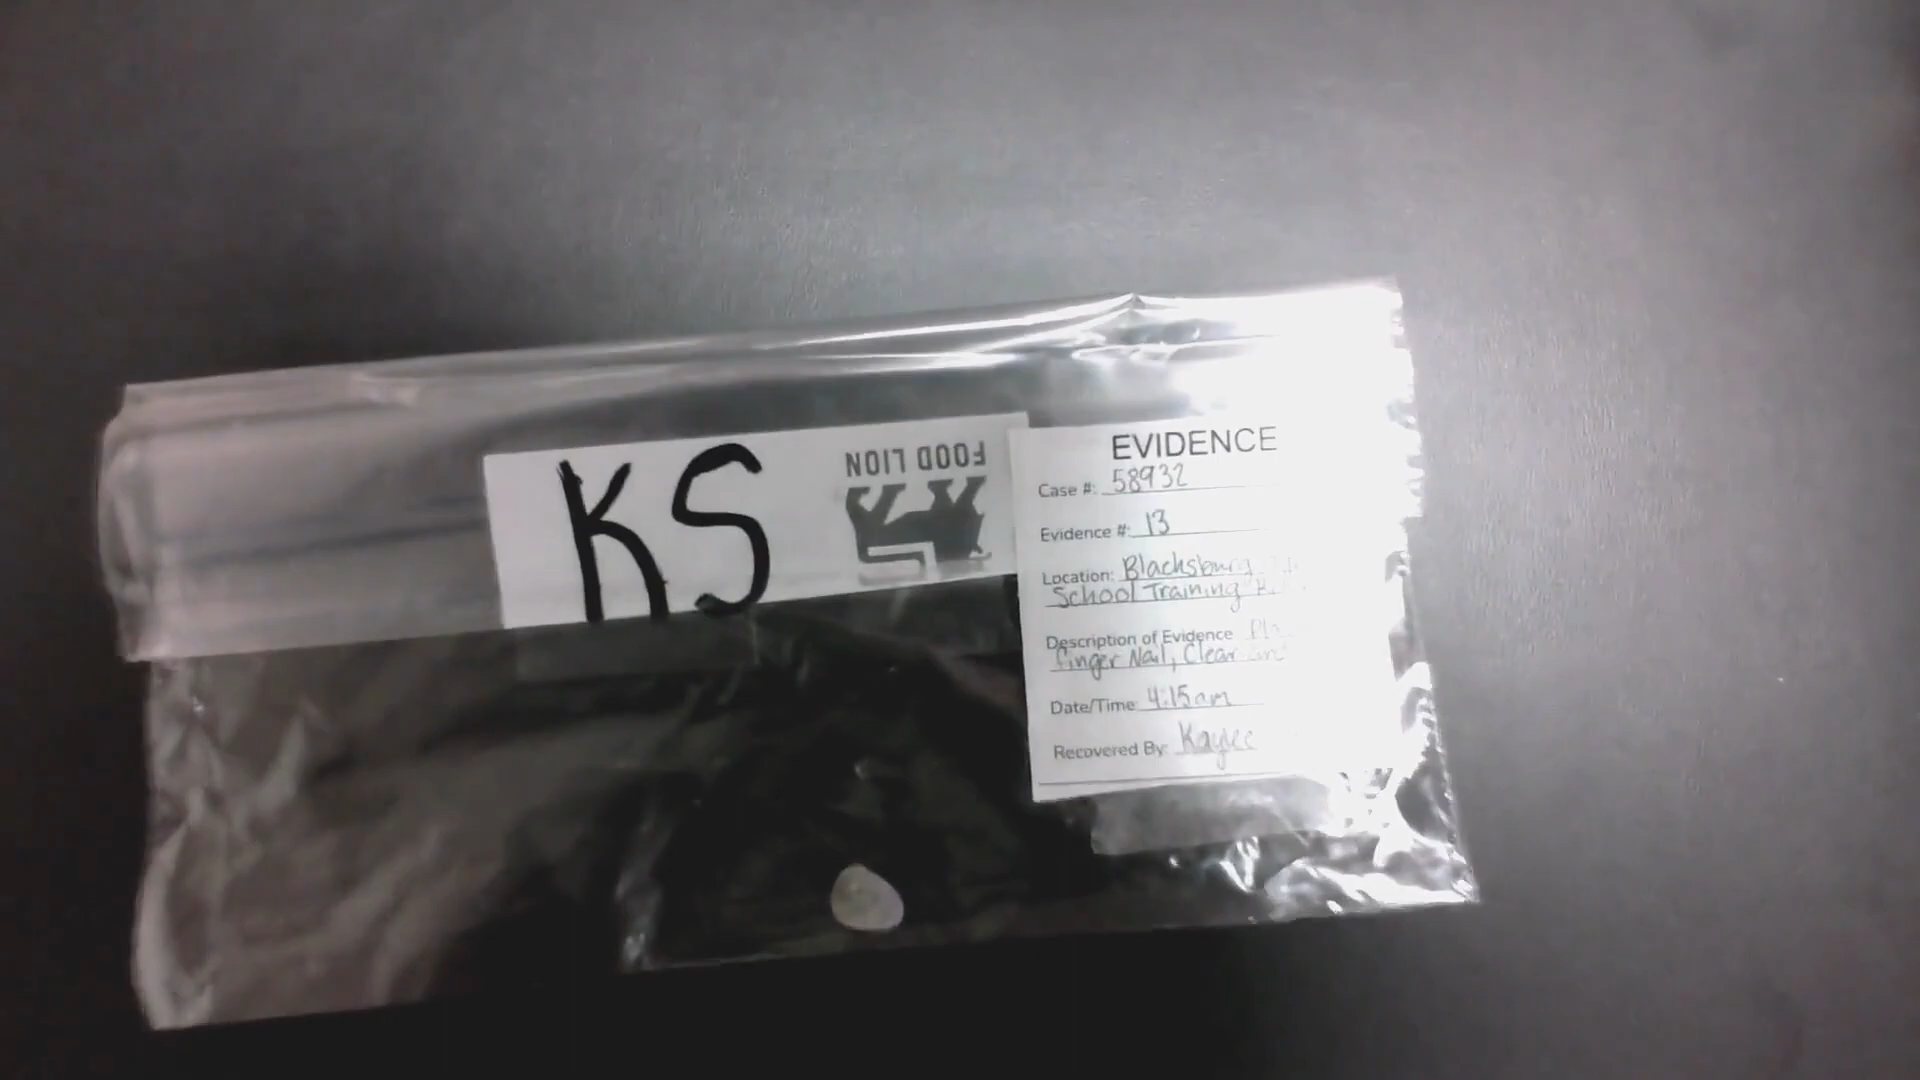 KS
FOOD LION
EVIDENCE
Case #: 58932
Evidence #: 13
Location: Blacksburg
School Training
Description of Evidence
finger Nail, Clear and
Date/Time: 4:15am
Recovered By: Kaylee